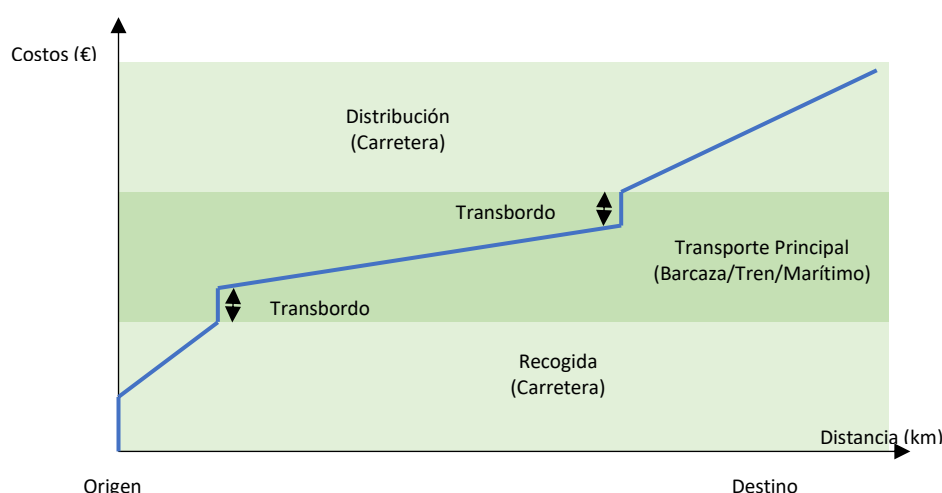 Costos (€)
Distribución
(Carretera)
Transbordo
Transporte Principal
(Barcaza/Tren/Marítimo)
Transbordo
Recogida
(Carretera)
Distancia (km)
Origen
Destino